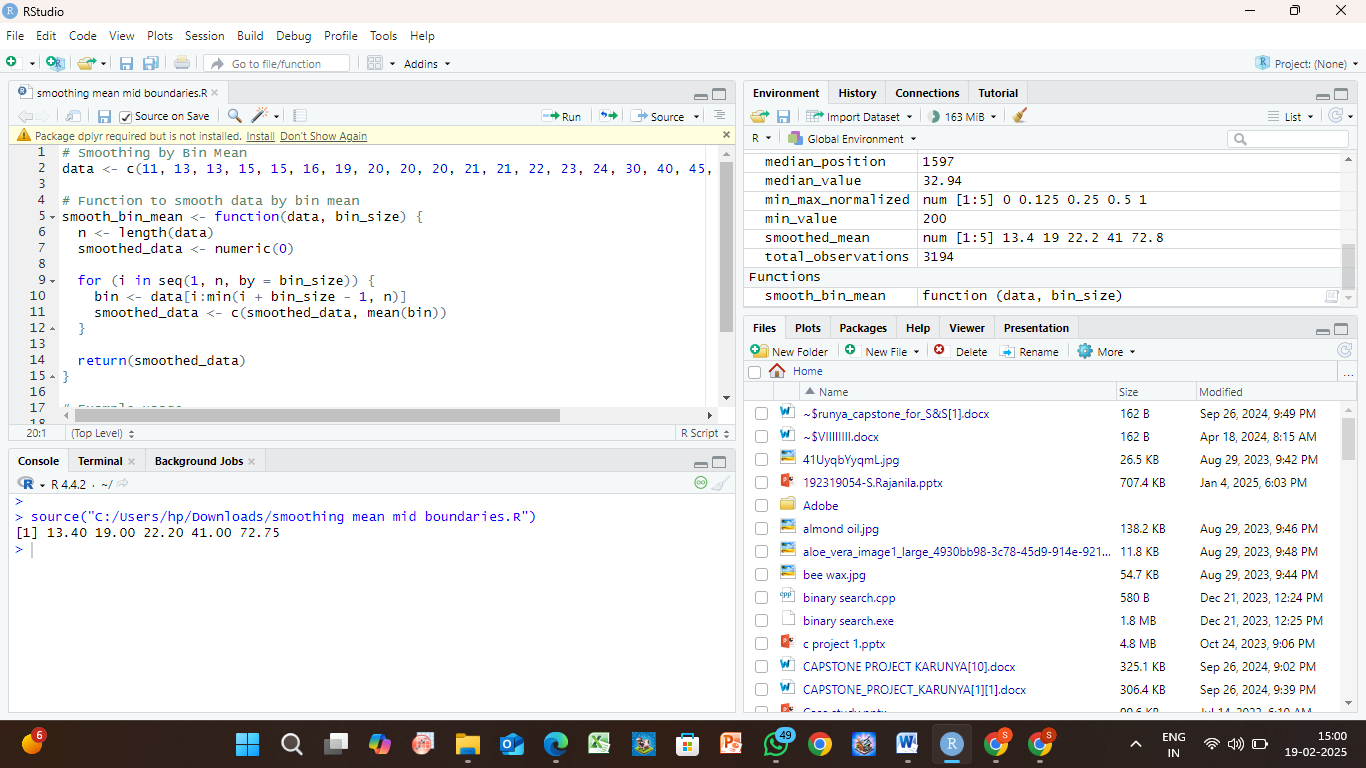 RStudio
File Edit Code View Plots Session Build Debug Profile Tools Help
Go to file/function Addins Project: (None)
smoothing mean mid boundaries.R
Source on Save Run Source
Package dplyr required but is not installed. Install Don't Show Again
1 # Smoothing by Bin Mean
2 data <- c(11, 13, 13, 15, 15, 16, 19, 20, 20, 20, 21, 21, 22, 23, 24, 30, 40, 45,
3
4 # Function to smooth data by bin mean
5 smooth_bin_mean <- function(data, bin_size) {
6 n <- length(data)
7 smoothed_data <- numeric(0)
8
9 for (i in seq(1, n, by = bin_size)) {
10 bin <- data[i:min(i + bin_size - 1, n)]
11 smoothed_data <- c(smoothed_data, mean(bin))
12 }
13
14 return(smoothed_data)
15 }
16
17
18
20:1 (Top Level) R Script
Console Terminal Background Jobs
R 4.4.2 . ~/
>
> source("C:/Users/hp/Downloads/smoothing mean mid boundaries.R")
[1] 13.40 19.00 22.20 41.00 72.75
>
Environment History Connections Tutorial
Import Dataset 163 MiB List
R Global Environment
median_position 1597
median_value 32.94
min_max_normalized num [1:5] 0 0.125 0.25 0.5 1
min_value 200
smoothed_mean num [1:5] 13.4 19 22.2 41 72.8
total_observations 3194
Functions
smooth_bin_mean function (data, bin_size)
Files Plots Packages Help Viewer Presentation
New Folder New File Delete Rename More
Home ...
Name Size Modified
~$runya_capstone_for_S&S[1].docx 162 B Sep 26, 2024, 9:49 PM
~$VIIIIIIII.docx 162 B Apr 18, 2024, 8:15 AM
41UyqbYyqmL.jpg 26.5 KB Aug 29, 2023, 9:42 PM
192319054-S.Rajanila.pptx 707.4 KB Jan 4, 2025, 6:03 PM
Adobe
almond oil.jpg 138.2 KB Aug 29, 2023, 9:46 PM
aloe_vera_image1_large_4930bb98-3c78-45d9-914e-921... 11.8 KB Aug 29, 2023, 9:48 PM
bee wax.jpg 54.7 KB Aug 29, 2023, 9:44 PM
binary search.cpp 580 B Dec 21, 2023, 12:24 PM
binary search.exe 1.8 MB Dec 21, 2023, 12:25 PM
c project 1.pptx 4.8 MB Oct 24, 2023, 9:06 PM
CAPSTONE PROJECT KARUNYA[10].docx 325.1 KB Sep 26, 2024, 9:02 PM
CAPSTONE_PROJECT_KARUNYA[1][1].docx 306.4 KB Sep 26, 2024, 9:39 PM
6 49 S S
ENG
IN
15:00
19-02-2025